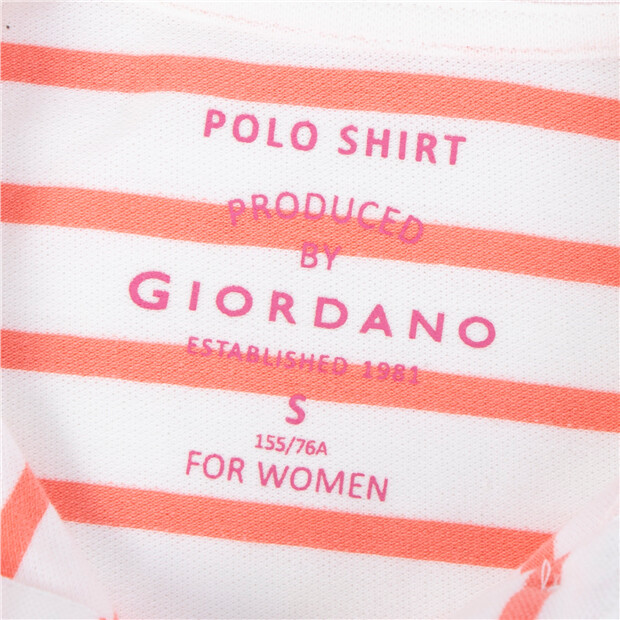 POLO SHIRT
PRODUCED
BY
GIORDANO
ESTABLISHED 1981
S
155/76A
FOR WOMEN